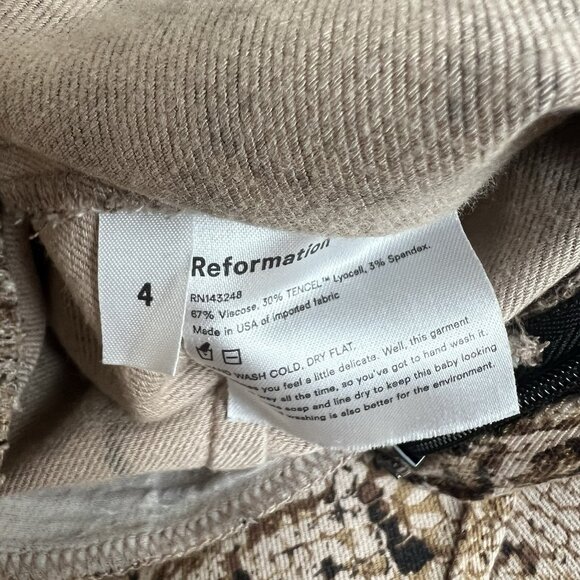 4
Reformation
RN143248
67% Viscose, 30% TENCEL™ Lyocell, 3% Spandex.
Made in USA of imported fabric
WASH COLD. DRY FLAT.
you feel a little delicate. Well, this garment
all the time, so you've got to hand wash it.
soap and line dry to keep this baby looking
is also better for the environment.